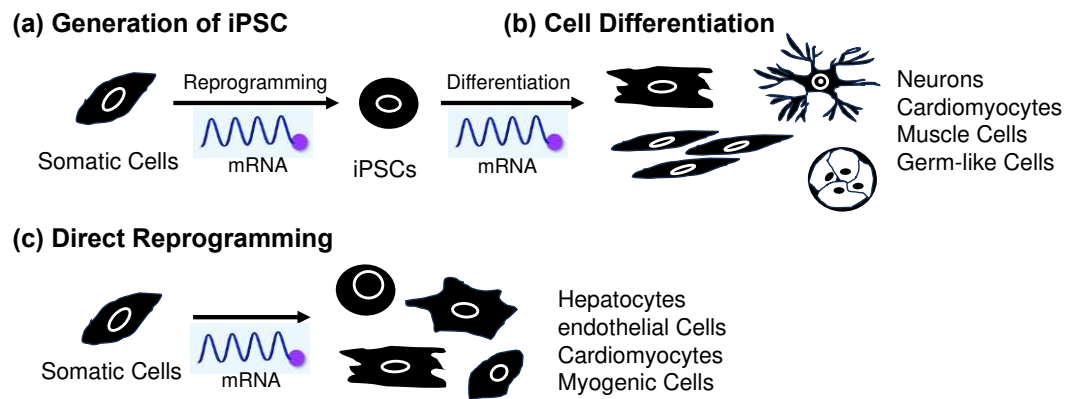 (a) Generation of iPSC
(b) Cell Differentiation
Reprogramming
Differentiation
mRNA
mRNA
Somatic Cells
iPSCs
Neurons
Cardiomyocytes
Muscle Cells
Germ-like Cells
(c) Direct Reprogramming
mRNA
Somatic Cells
Hepatocytes
endothelial Cells
Cardiomyocytes
Myogenic Cells